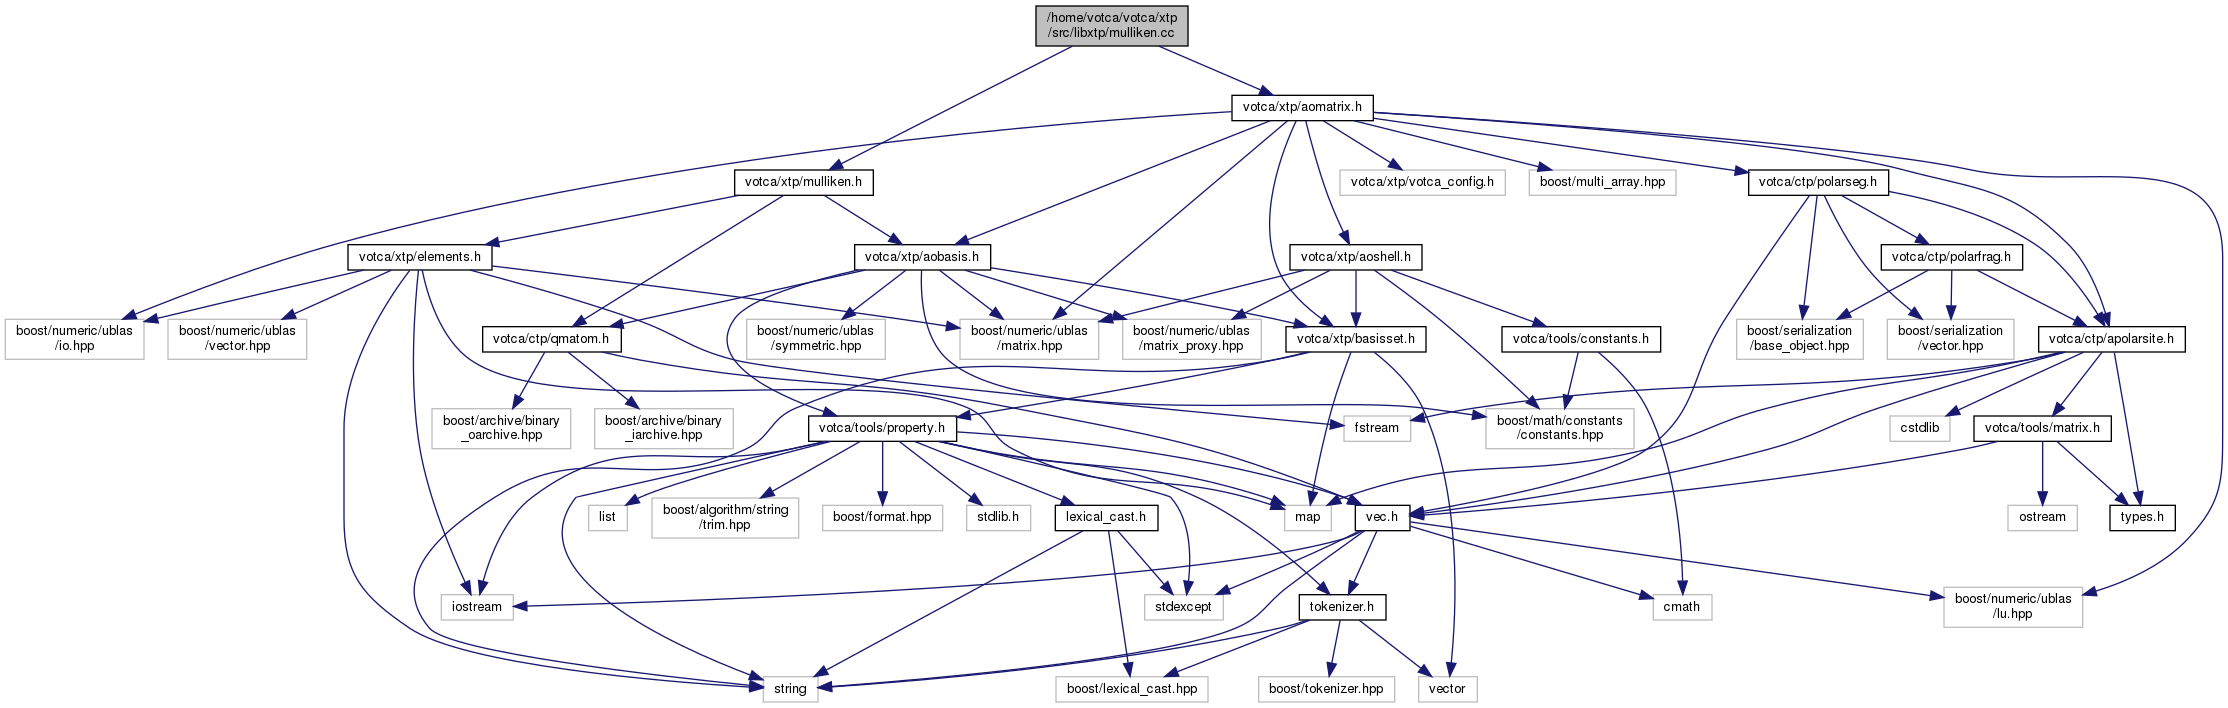 /home/votca/votca/xtp
/src/libxtp/mulliken.cc
votca/xtp/aomatrix.h
votca/xtp/mulliken.h
votca/xtp/votca_config.h
boost/multi_array.hpp
votca/ctp/polarseg.h
votca/xtp/elements.h
votca/xtp/aobasis.h
votca/xtp/aoshell.h
votca/ctp/polarfrag.h
boost/numeric/ublas
/io.hpp
boost/numeric/ublas
/vector.hpp
votca/ctp/qmatom.h
boost/numeric/ublas
/symmetric.hpp
boost/numeric/ublas
/matrix.hpp
boost/numeric/ublas
/matrix_proxy.hpp
votca/xtp/basisset.h
votca/tools/constants.h
boost/serialization
/base_object.hpp
boost/serialization
/vector.hpp
votca/ctp/apolarsite.h
boost/archive/binary
_oarchive.hpp
boost/archive/binary
_iarchive.hpp
votca/tools/property.h
fstream
boost/math/constants
/constants.hpp
cstdlib
votca/tools/matrix.h
list
boost/algorithm/string
/trim.hpp
boost/format.hpp
stdlib.h
lexical_cast.h
map
vec.h
ostream
types.h
iostream
stdexcept
tokenizer.h
cmath
boost/numeric/ublas
/lu.hpp
string
boost/lexical_cast.hpp
boost/tokenizer.hpp
vector